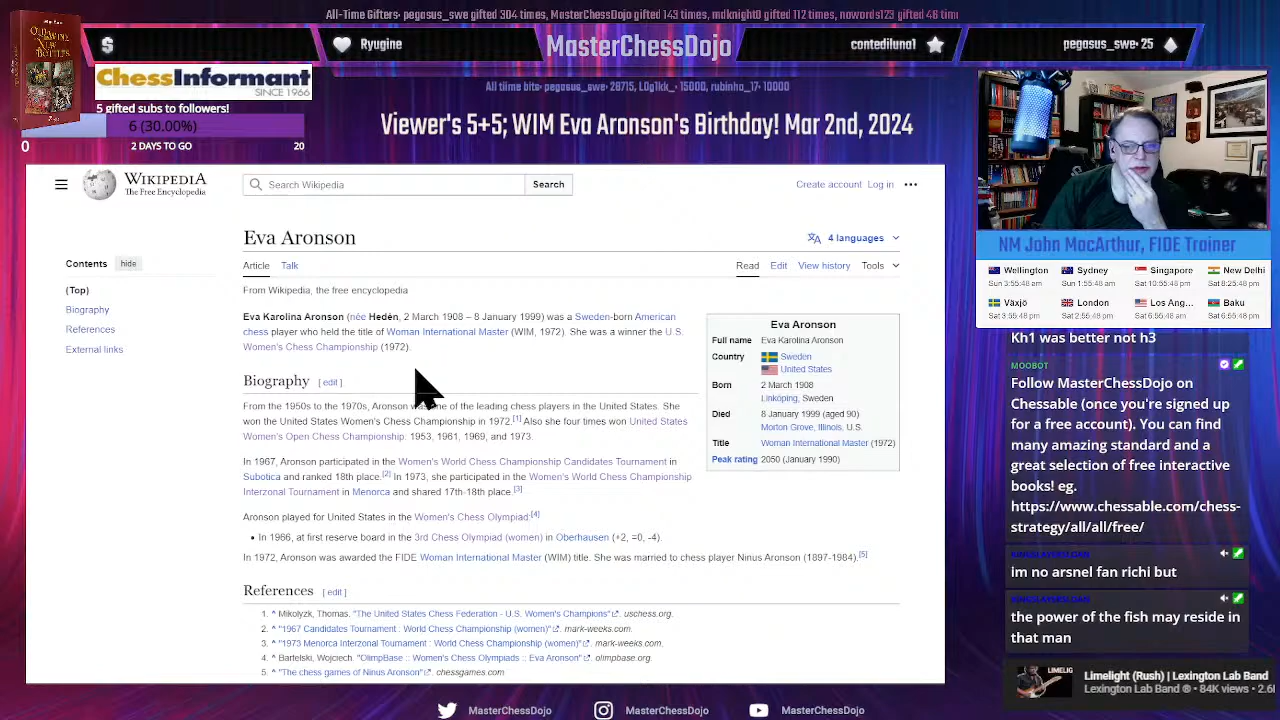 All-Time Gifters: pegasus_swe gifted 304 times, MasterChessDojo gifted 143 times, mdknight0 gifted 112 times, nowords123 gifted 46 tim
Ryugine
MasterChessDojo
contediluna1
pegasus_swe: 25
ChessInformant
SINCE 1966
All tiime bits: pegasus_swe: 28715, L0g1kk_: 15000, rubinho_17: 10000
5 gifted subs to followers!
6 (30.00%)
0
2 DAYS TO GO
20
Viewer's 5+5; WIM Eva Aronson's Birthday! Mar 2nd, 2024
WIKIPEDIA
The Free Encyclopedia
Search Wikipedia
Search
Create account Log in
Eva Aronson
4 languages
Contents hide
Article Talk
Read Edit View history Tools
(Top)
Biography
References
External links
From Wikipedia, the free encyclopedia
Eva Karolina Aronson (née Hedén, 2 March 1908 – 8 January 1999) was a Sweden-born American
chess player who held the title of Woman International Master (WIM, 1972). She was a winner the U.S.
Women's Chess Championship (1972).
Biography [ edit ]
From the 1950s to the 1970s, Aronson w ne of the leading chess players in the United States. She
won the United States Women's Chess Championship in 1972.[1] Also she four times won United States
Women's Open Chess Championship: 1953, 1961, 1969, and 1973.
In 1967, Aronson participated in the Women's World Chess Championship Candidates Tournament in
Subotica and ranked 18th place.[2] In 1973, she participated in the Women's World Chess Championship
Interzonal Tournament in Menorca and shared 17th-18th place.[3]
Aronson played for United States in the Women's Chess Olympiad:[4]
• In 1966, at first reserve board in the 3rd Chess Olympiad (women) in Oberhausen (+2, =0, -4).
In 1972, Aronson was awarded the FIDE Woman International Master (WIM) title. She was married to chess player Ninus Aronson (1897-1984).[5]
References [ edit ]
1. ^ Mikolyzk, Thomas. "The United States Chess Federation - U.S. Women's Champions". uschess.org.
2. ^ "1967 Candidates Tournament : World Chess Championship (women)". mark-weeks.com.
3. ^ "1973 Menorca Interzonal Tournament : World Chess Championship (women)". mark-weeks.com.
4. ^ Bartelski, Wojciech. "OlimpBase :: Women's Chess Olympiads :: Eva Aronson". olimpbase.org.
5. ^ "The chess games of Ninus Aronson". chessgames.com
Eva Aronson
Full name Eva Karolina Aronson
Country Sweden
United States
Born 2 March 1908
Linköping, Sweden
Died 8 January 1999 (aged 90)
Morton Grove, Illinois, U.S.
Title Woman International Master (1972)
Peak rating 2050 (January 1990)
NM John MacArthur, FIDE Trainer
Wellington Sydney Singapore New Delhi
Sun 3:55:48 am Sun 1:55:48 am Sat 10:55:48 pm Sat 8:25:48 pm
Växjö London Los Ang... Baku
Sat 3:55:48 pm Sat 2:55:48 pm Sat 6:55:48 am Sat 6:55:48 pm
Kh1 was better not h3
MOOBOT
Follow MasterChessDojo on
Chessable (once you're signed up
for a free account). You can find
many amazing standard and a
great selection of free interactive
books! eg.
https://www.chessable.com/chess-
strategy/all/all/free/
im no arsnel fan richi but
the power of the fish may reside in
that man
LIMELIG
Limelight (Rush) | Lexington Lab Band
Lexington Lab Band ® • 84K views • 2.6
MasterChessDojo
MasterChessDojo
MasterChessDojo